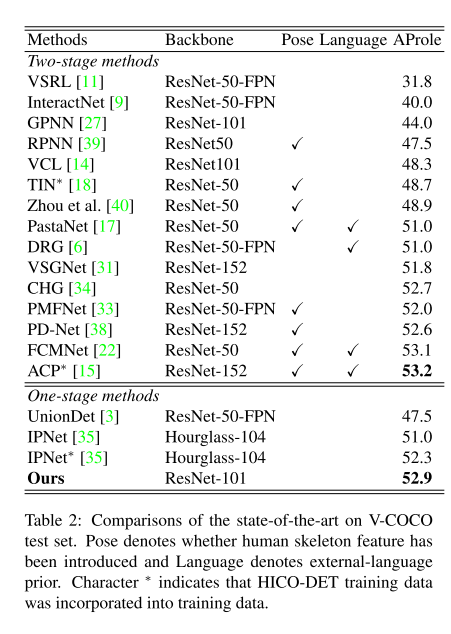 Methods Backbone Pose Language AProle
Two-stage methods
VSRL [11] ResNet-50-FPN 31.8
InteractNet [9] ResNet-50-FPN 40.0
GPNN [27] ResNet-101 44.0
RPNN [39] ResNet50 ✓ 47.5
VCL [14] ResNet101 48.3
TIN* [18] ResNet-50 ✓ 48.7
Zhou et al. [40] ResNet-50 ✓ 48.9
PastaNet [17] ResNet-50 ✓ ✓ 51.0
DRG [6] ResNet-50-FPN ✓ 51.0
VSGNet [31] ResNet-152 51.8
CHG [34] ResNet-50 52.7
PMFNet [33] ResNet-50-FPN ✓ 52.0
PD-Net [38] ResNet-152 ✓ 52.6
FCMNet [22] ResNet-50 ✓ ✓ 53.1
ACP* [15] ResNet-152 ✓ ✓ 53.2
One-stage methods
UnionDet [3] ResNet-50-FPN 47.5
IPNet [35] Hourglass-104 51.0
IPNet* [35] Hourglass-104 52.3
Ours ResNet-101 52.9
Table 2: Comparisons of the state-of-the-art on V-COCO
test set. Pose denotes whether human skeleton feature has
been introduced and Language denotes external-language
prior. Character * indicates that HICO-DET training data
was incorporated into training data.